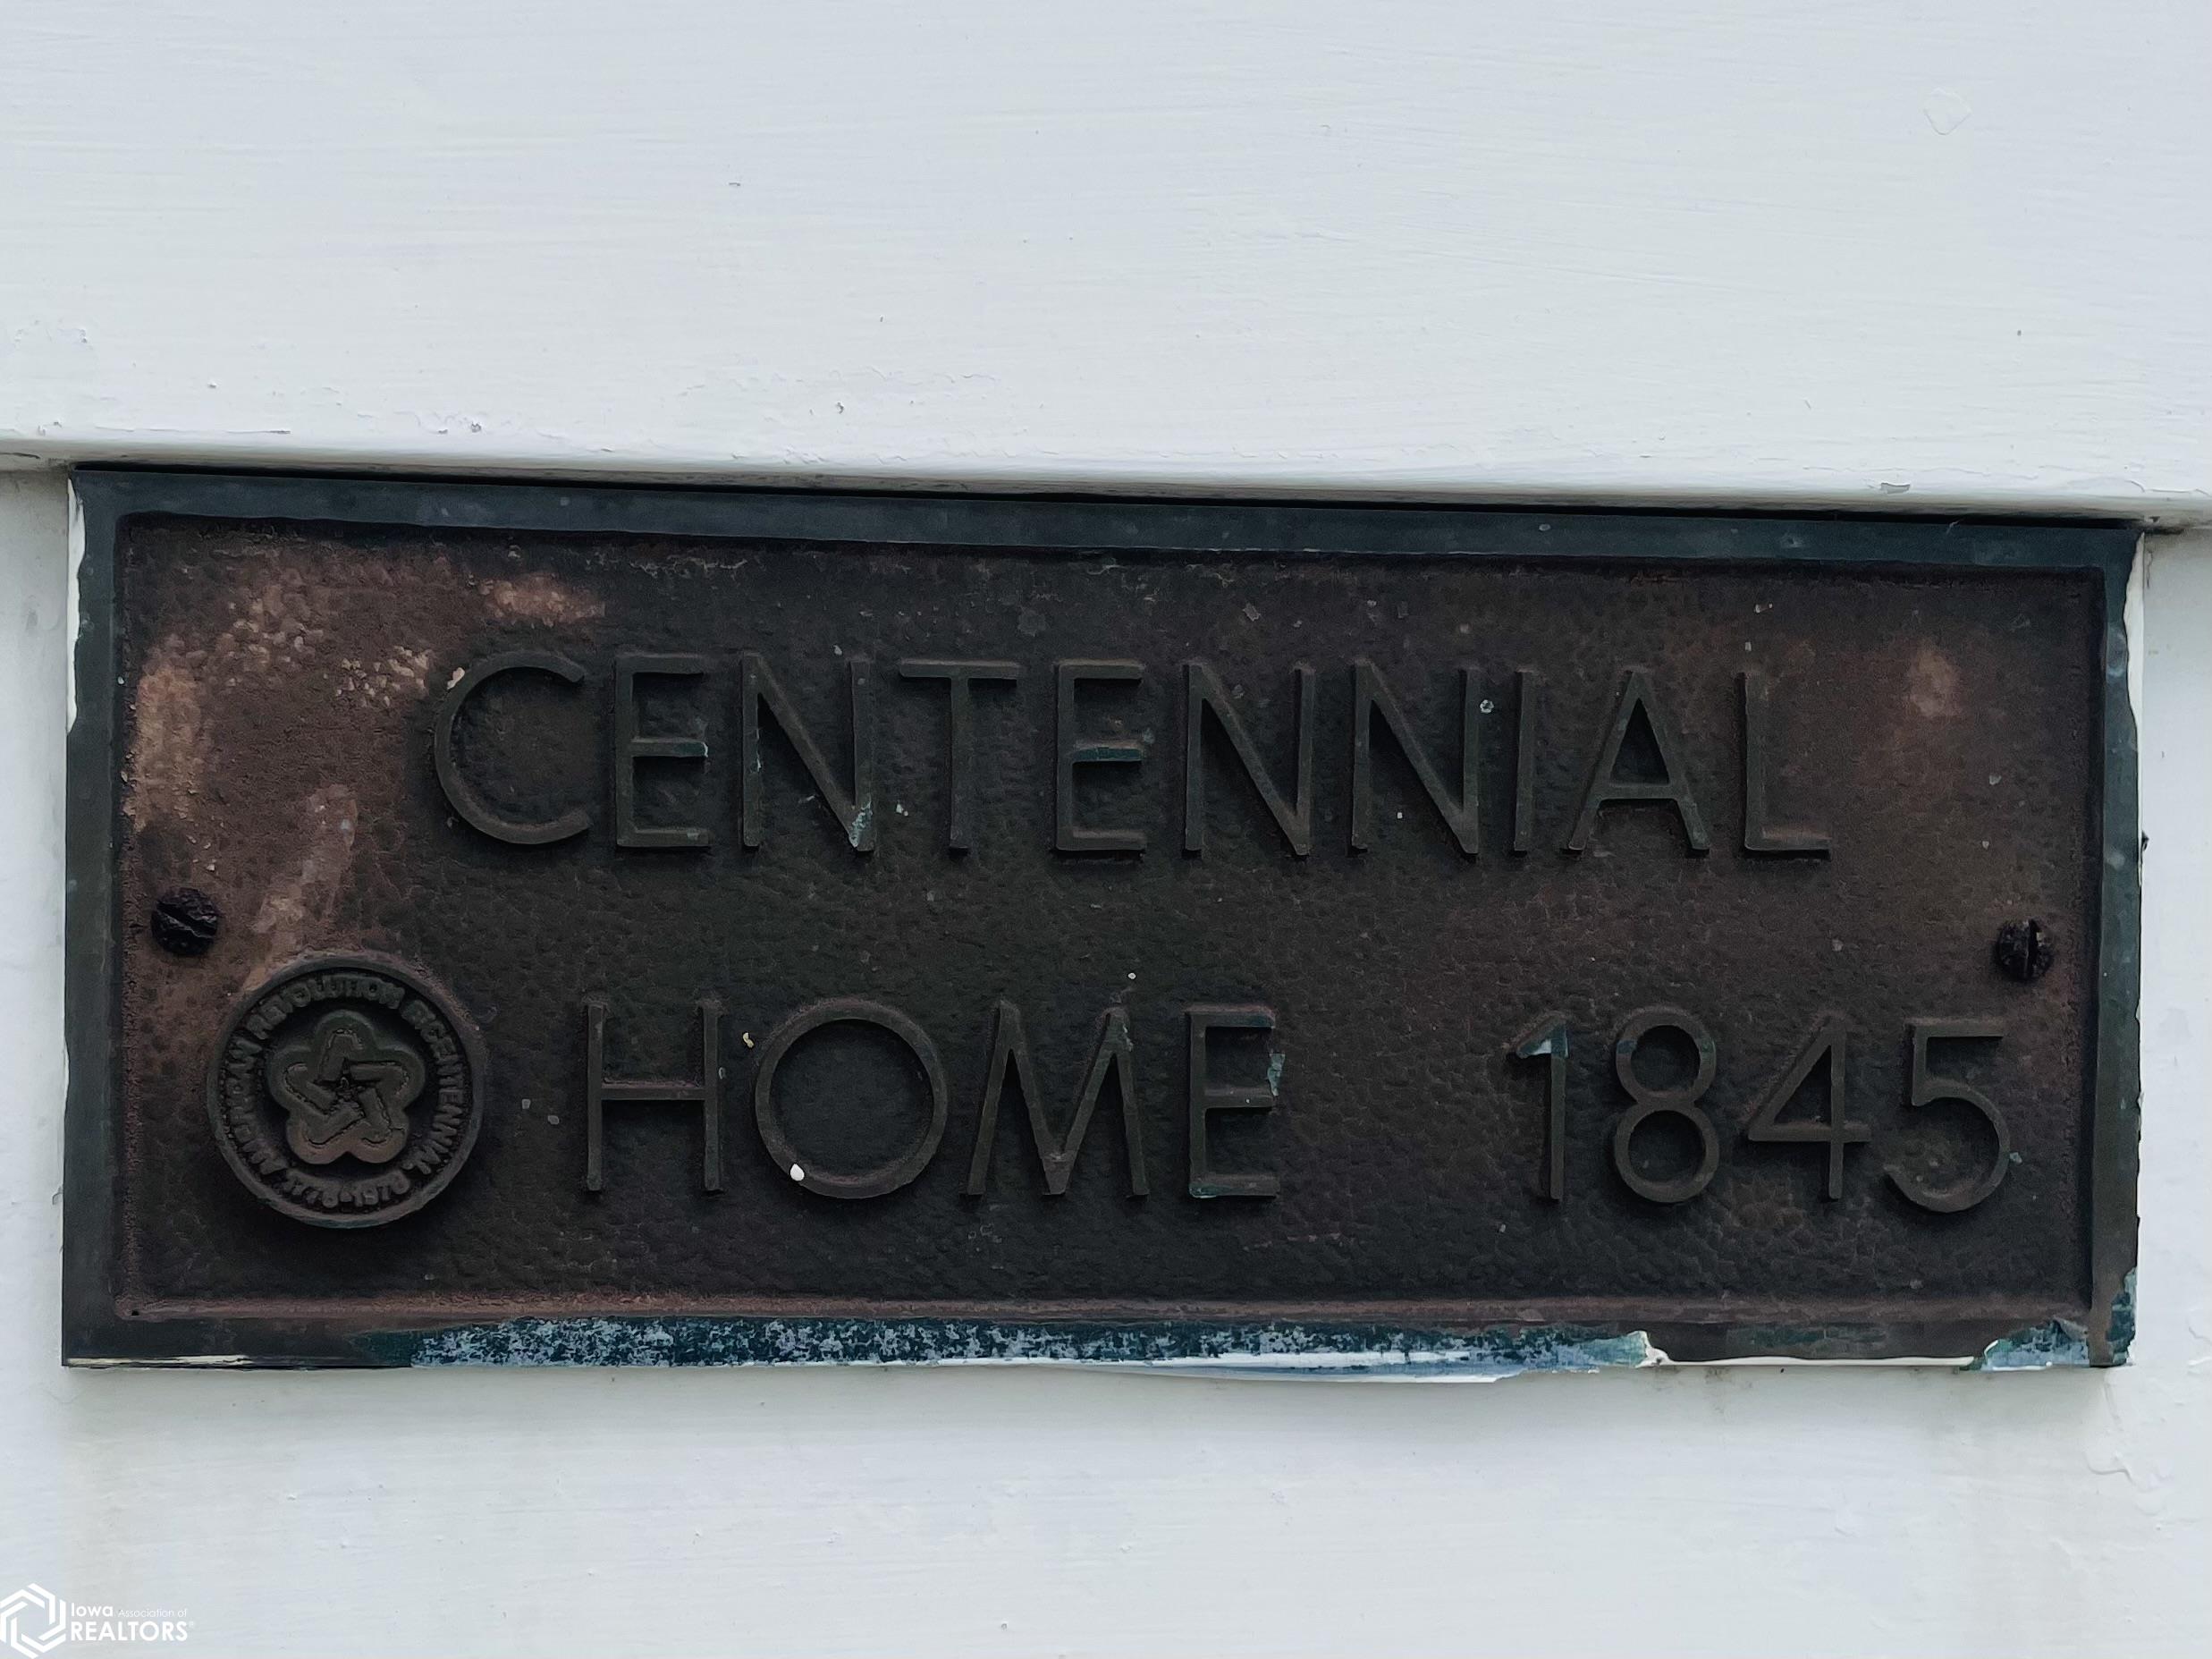 CENTENNIAL
HOME 1845
AMERICAN REVOLUTION BICENTENNIAL
1776•1976
Iowa Association of
REALTORS